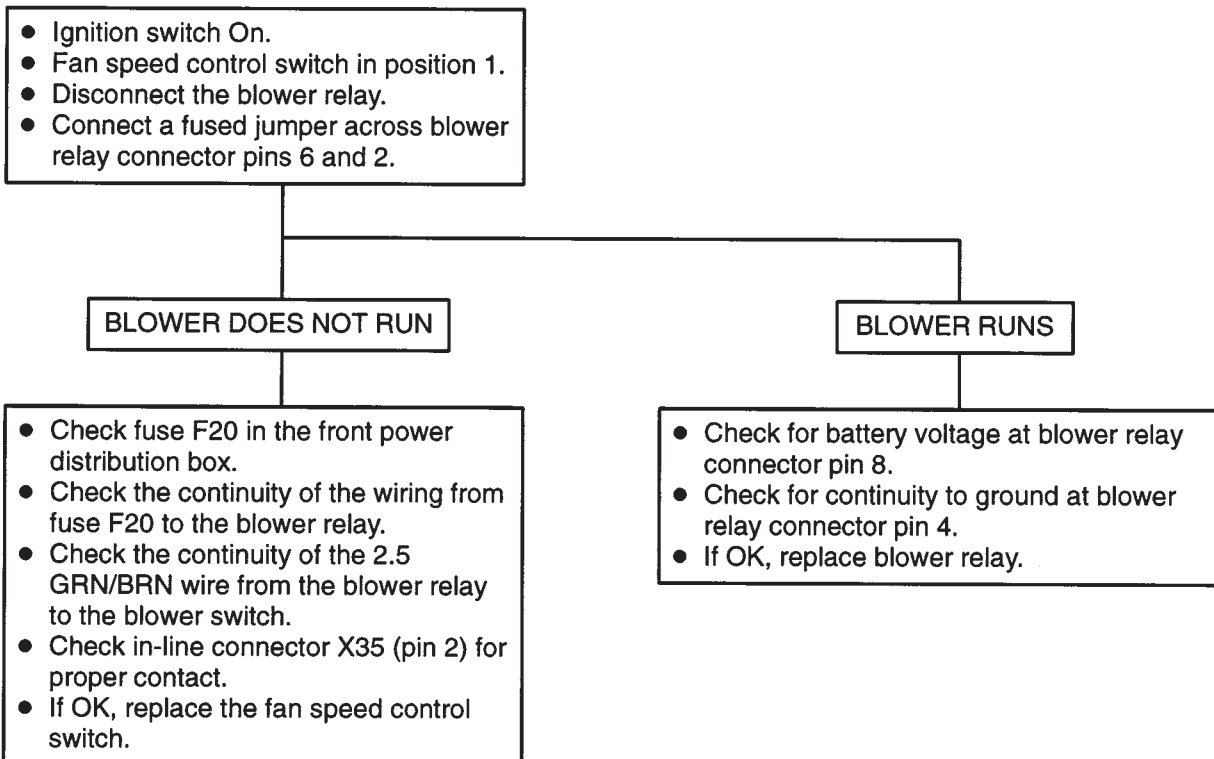 ● Ignition switch On.
● Fan speed control switch in position 1.
● Disconnect the blower relay.
● Connect a fused jumper across blower
relay connector pins 6 and 2.
BLOWER DOES NOT RUN
BLOWER RUNS
● Check fuse F20 in the front power
distribution box.
● Check the continuity of the wiring from
fuse F20 to the blower relay.
● Check the continuity of the 2.5
GRN/BRN wire from the blower relay
to the blower switch.
● Check in-line connector X35 (pin 2) for
proper contact.
● If OK, replace the fan speed control
switch.
● Check for battery voltage at blower relay
connector pin 8.
● Check for continuity to ground at blower
relay connector pin 4.
● If OK, replace blower relay.